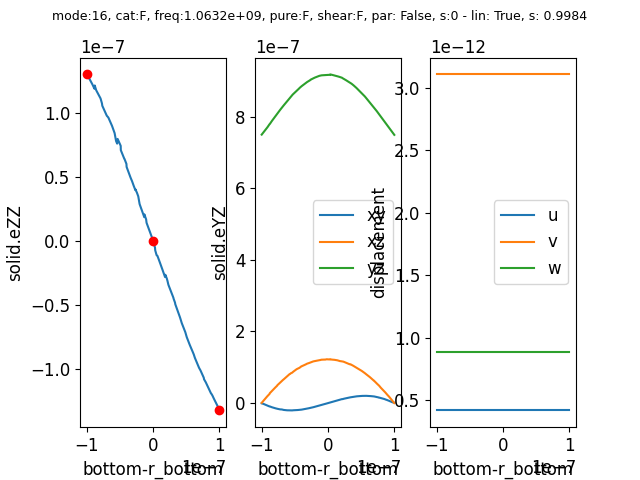 mode:16, cat:F, freq:1.0632e+09, pure:F, shear:F, par: False, s:0 - lin: True, s: 0.9984
1e−7
1.0
0.5
0.0
−0.5
−1.0
solid.eZZ
−1
0
1
1e−7
bottom-r_bottom
1e−7
8
6
4
2
0
solid.eYZ
xy
xz
yz
−1
0
1
1e−7
bottom-r_bottom
1e−12
3.0
2.5
2.0
1.5
1.0
0.5
displacement
u
v
w
−1
0
1
1e−7
bottom-r_bottom